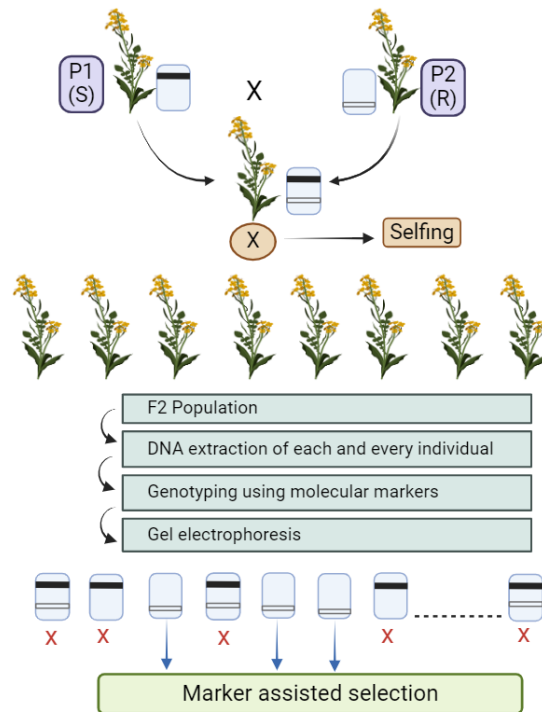 P1
(S)
X
P2
(R)
X
Selfing
F2 Population
DNA extraction of each and every individual
Genotyping using molecular markers
Gel electrophoresis
X X X X X
Marker assisted selection